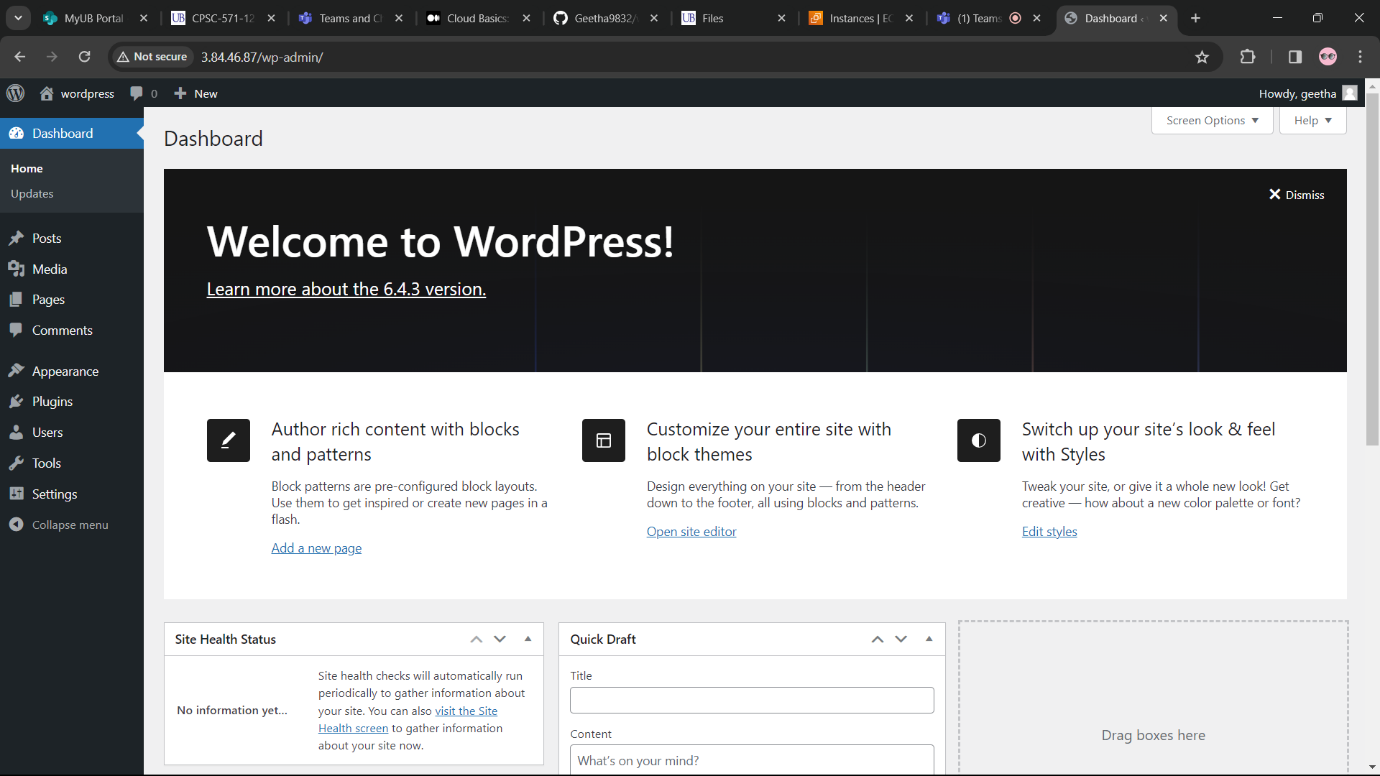 MyUB Portal
CPSC-571-12
Teams and Cl
Cloud Basics:
Geetha9832/
Files
Instances | EC
(1) Teams
Dashboard ‹
Not secure
3.84.46.87/wp-admin/
wordpress
0
New
Howdy, geetha
Dashboard
Home
Updates
Posts
Media
Pages
Comments
Appearance
Plugins
Users
Tools
Settings
Collapse menu
Screen Options
Help
Dashboard
Dismiss
Welcome to WordPress!
Learn more about the 6.4.3 version.
Author rich content with blocks
and patterns
Block patterns are pre-configured block layouts.
Use them to get inspired or create new pages in a
flash.
Add a new page
Customize your entire site with
block themes
Design everything on your site — from the header
down to the footer, all using blocks and patterns.
Open site editor
Switch up your site’s look & feel
with Styles
Tweak your site, or give it a whole new look! Get
creative — how about a new color palette or font?
Edit styles
Site Health Status
No information yet...
Site health checks will automatically run
periodically to gather information about
your site. You can also visit the Site
Health screen to gather information
about your site now.
Quick Draft
Title
Content
What’s on your mind?
Drag boxes here